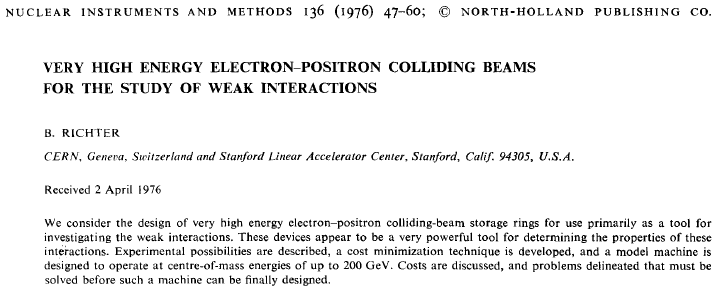 NUCLEAR INSTRUMENTS AND METHODS 136 (1976) 47–60; © NORTH-HOLLAND PUBLISHING CO.
VERY HIGH ENERGY ELECTRON–POSITRON COLLIDING BEAMS
FOR THE STUDY OF WEAK INTERACTIONS
B. RICHTER
CERN, Geneva, Switzerland and Stanford Linear Accelerator Center, Stanford, Calif. 94305, U.S.A.
Received 2 April 1976
We consider the design of very high energy electron–positron colliding-beam storage rings for use primarily as a tool for
investigating the weak interactions. These devices appear to be a very powerful tool for determining the properties of these
interactions. Experimental possibilities are described, a cost minimization technique is developed, and a model machine is
designed to operate at centre-of-mass energies of up to 200 GeV. Costs are discussed, and problems delineated that must be
solved before such a machine can be finally designed.